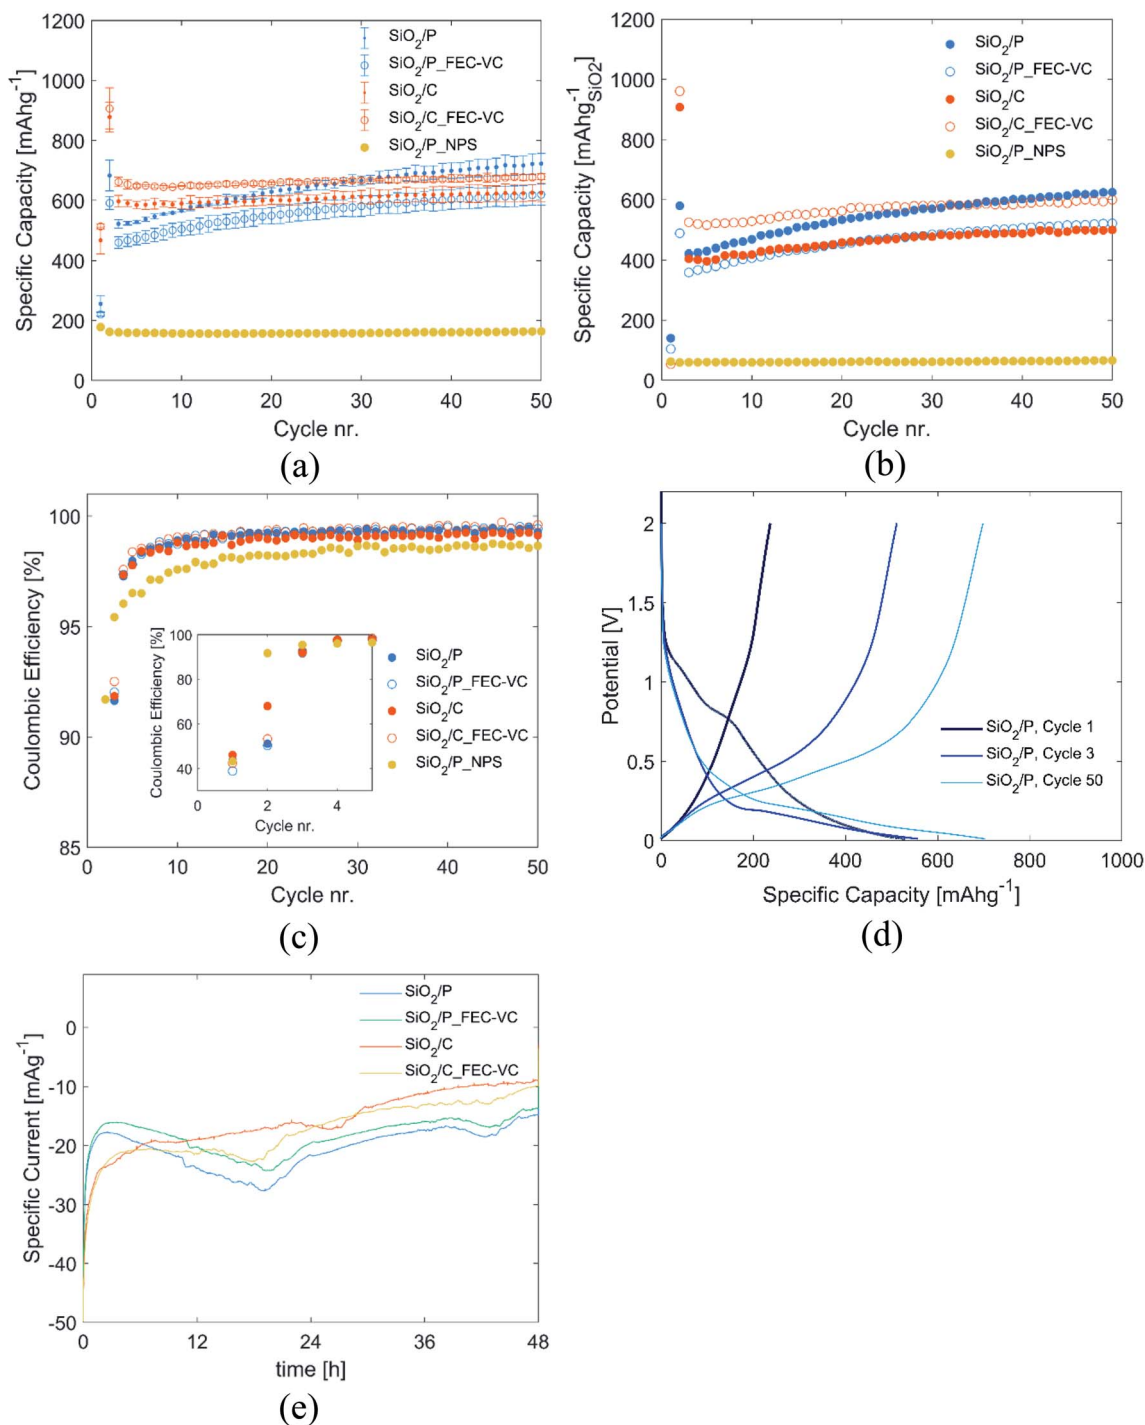 1200
1000
800
600
400
200
0
Specific Capacity [mAhg⁻¹]
SiO₂/P
SiO₂/P_FEC-VC
SiO₂/C
SiO₂/C_FEC-VC
SiO₂/P_NPS
0 10 20 30 40 50
Cycle nr.
(a)
1200
1000
800
600
400
200
0
Specific Capacity [mAhg⁻¹SiO2]
SiO₂/P
SiO₂/P_FEC-VC
SiO₂/C
SiO₂/C_FEC-VC
SiO₂/P_NPS
0 10 20 30 40 50
Cycle nr.
(b)
100
95
90
85
Coulombic Efficiency [%]
100
80
60
40
Coulombic Efficiency [%]
0 2 4
Cycle nr.
SiO₂/P
SiO₂/P_FEC-VC
SiO₂/C
SiO₂/C_FEC-VC
SiO₂/P_NPS
0 10 20 30 40 50
Cycle nr.
(c)
2
1.5
1
0.5
0
Potential [V]
SiO₂/P, Cycle 1
SiO₂/P, Cycle 3
SiO₂/P, Cycle 50
0 200 400 600 800 1000
Specific Capacity [mAhg⁻¹]
(d)
0
-10
-20
-30
-40
-50
Specific Current [mAg⁻¹]
SiO₂/P
SiO₂/P_FEC-VC
SiO₂/C
SiO₂/C_FEC-VC
0 12 24 36 48
time [h]
(e)